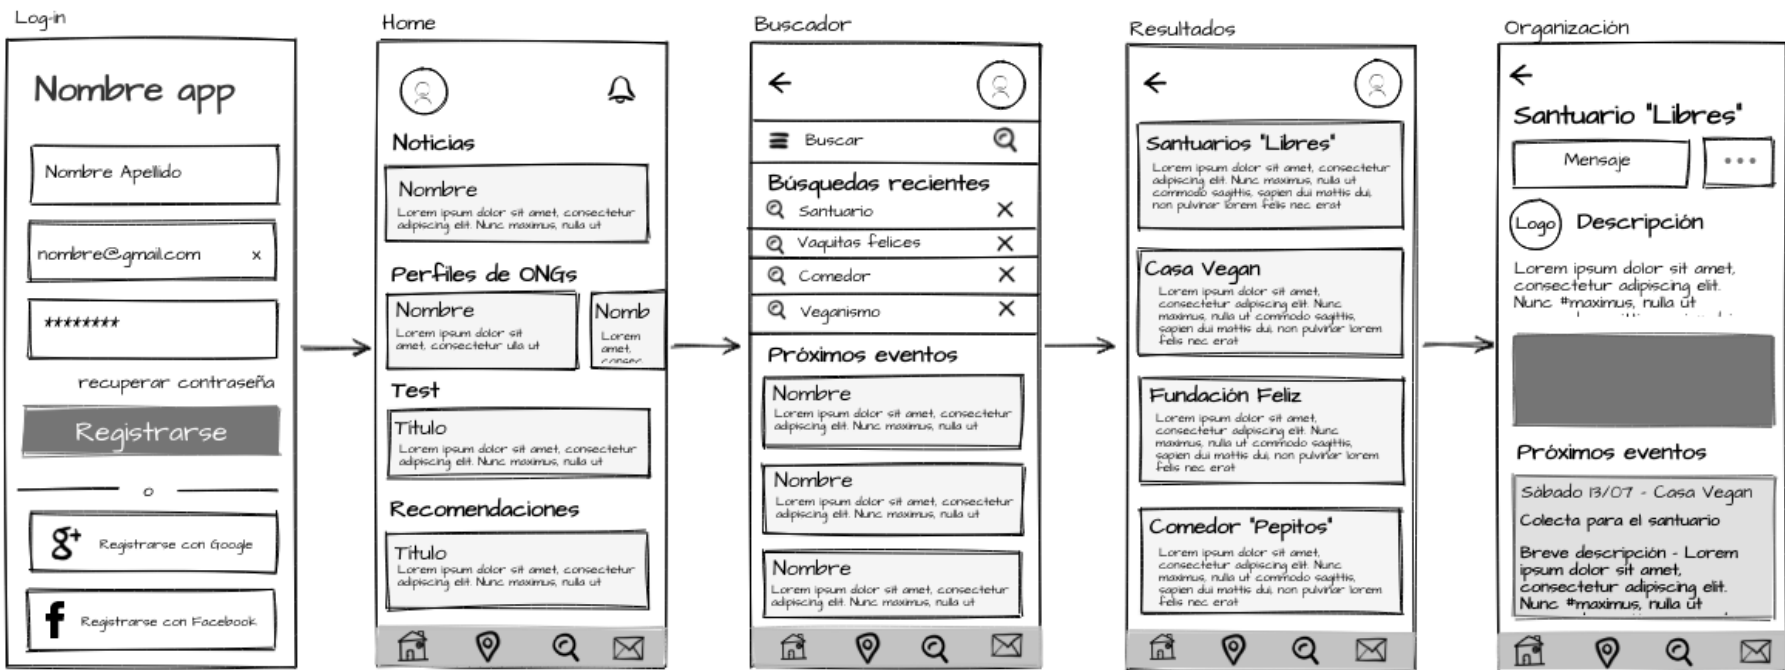 Log-in
Nombre app
Nombre Apellido
nombre@gmail.com x
********
recuperar contraseña
Registrarse
o
g+ Registrarse con Google
f Registrarse con Facebook
Home
Noticias
Nombre
Lorem ipsum dolor sit amet, consectetur
adipiscing elit. Nunc maximus, nulla ut
Perfiles de ONGs
Nombre
Lorem ipsum dolor sit
amet, consectetur ulla ut
Nomb
Lorem
amet,
consec
Test
Título
Lorem ipsum dolor sit amet, consectetur
adipiscing elit. Nunc maximus, nulla ut
Recomendaciones
Título
Lorem ipsum dolor sit amet, consectetur
adipiscing elit. Nunc maximus, nulla ut
Buscador
Buscar
Búsquedas recientes
Santuario
Vaquitas felices
Comedor
Veganismo
Próximos eventos
Nombre
Lorem ipsum dolor sit amet, consectetur
adipiscing elit. Nunc maximus, nulla ut
Nombre
Lorem ipsum dolor sit amet, consectetur
adipiscing elit. Nunc maximus, nulla ut
Nombre
Lorem ipsum dolor sit amet, consectetur
adipiscing elit. Nunc maximus, nulla ut
Resultados
Santuarios "Libres"
Lorem ipsum dolor sit amet, consectetur
adipiscing elit. Nunc maximus, nulla ut
commodo sagittis, sapien dui mattis dui,
non pulvinar lorem felis nec erat
Casa Vegan
Lorem ipsum dolor sit amet,
consectetur adipiscing elit. Nunc
maximus, nulla ut commodo sagittis,
sapien dui mattis dui, non pulvinar lorem
felis nec erat
Fundación Feliz
Lorem ipsum dolor sit amet,
consectetur adipiscing elit. Nunc
maximus, nulla ut commodo sagittis,
sapien dui mattis dui, non pulvinar lorem
felis nec erat
Comedor "Pepitos"
Lorem ipsum dolor sit amet,
consectetur adipiscing elit. Nunc
maximus, nulla ut commodo sagittis,
sapien dui mattis dui, non pulvinar lorem
felis nec erat
Organización
Santuario "Libres"
Mensaje
Logo Descripción
Lorem ipsum dolor sit amet,
consectetur adipiscing elit.
Nunc #maximus, nulla ut
Próximos eventos
Sábado 13/07 - Casa Vegan
Colecta para el santuario
Breve descripción - Lorem
ipsum dolor sit amet,
consectetur adipiscing elit.
Nunc #maximus, nulla ut